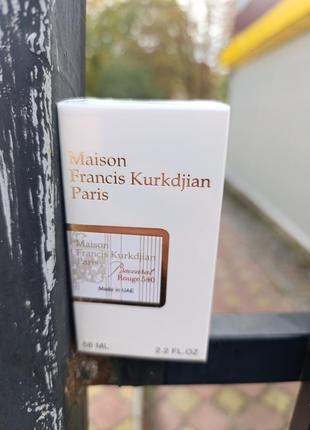 Maison
Francis Kurkdjian
Paris
Maison
Francis Kurkdjian
Paris
Baccarat
Rouge 540
Made in UAE
58 ML
2.2 FL.OZ